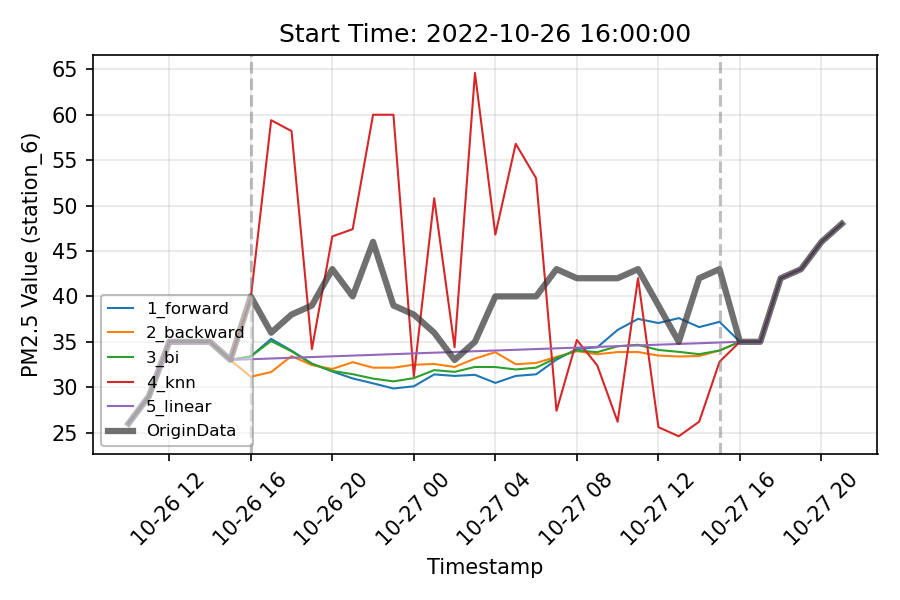 Start Time: 2022-10-26 16:00:00
PM2.5 Value (station_6)
65
60
55
50
45
40
35
30
25
1_forward
2_backward
3_bi
4_knn
5_linear
OriginData
10-26 12
10-26 16
10-26 20
10-27 00
10-27 04
10-27 08
10-27 12
10-27 16
10-27 20
Timestamp